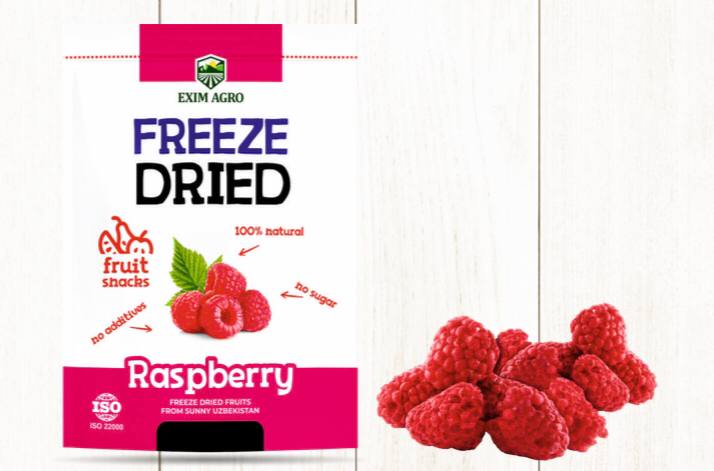 EXIM AGRO
FREEZE
DRIED
100% natural
fruit
snacks
no sugar
no additives
Raspberry
ISO
ISO 22000
FREEZE DRIED FRUITS
FROM SUNNY UZBEKISTAN